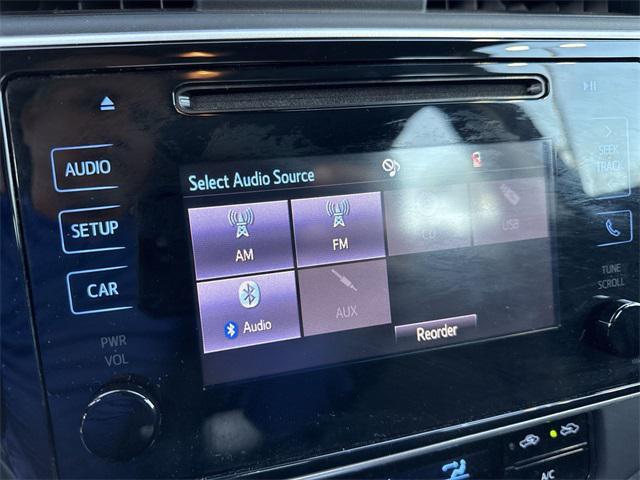 AUDIO
SETUP
CAR
PWR
VOL
Select Audio Source
AM
FM
CD
USB
Audio
AUX
Reorder
SEEK
TRACK
TUNE
SCROLL
A/C